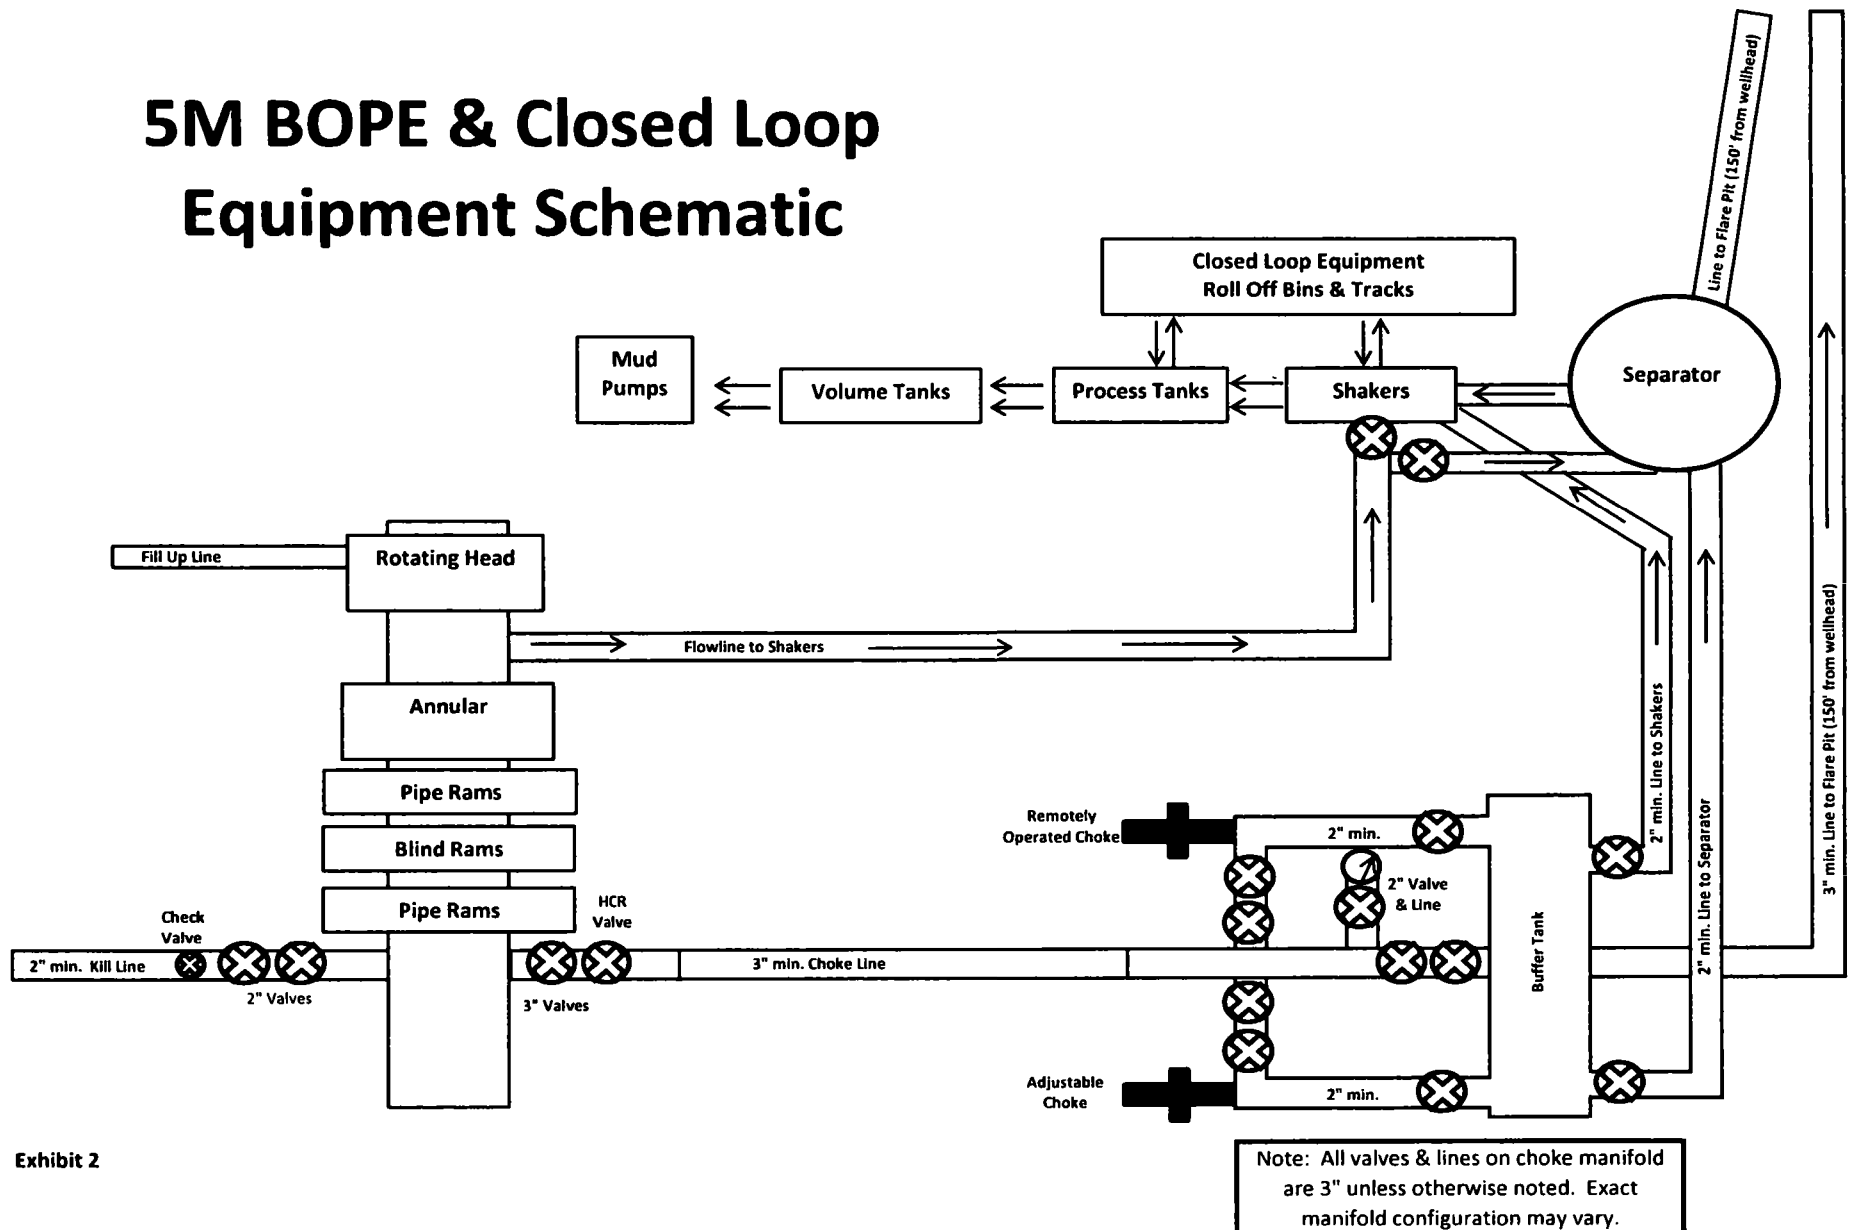 5M BOPE & Closed Loop
Equipment Schematic
Line to Flare Pit (150' from wellhead)
Closed Loop Equipment
Roll Off Bins & Tracks
Mud
Pumps
Volume Tanks
Process Tanks
Shakers
Separator
Fill Up Line
Rotating Head
Flowline to Shakers
Annular
Pipe Rams
Blind Rams
Pipe Rams
Check
Valve
HCR
Valve
2" min. Kill Line
2" Valves
3" Valves
3" min. Choke Line
Remotely
Operated Choke
2" min.
2" Valve
& Line
Buffer Tank
Adjustable
Choke
2" min.
2" min. Line to Shakers
2" min. Line to Separator
3" min. Line to Flare Pit (150' from wellhead)
Exhibit 2
Note: All valves & lines on choke manifold
are 3" unless otherwise noted. Exact
manifold configuration may vary.